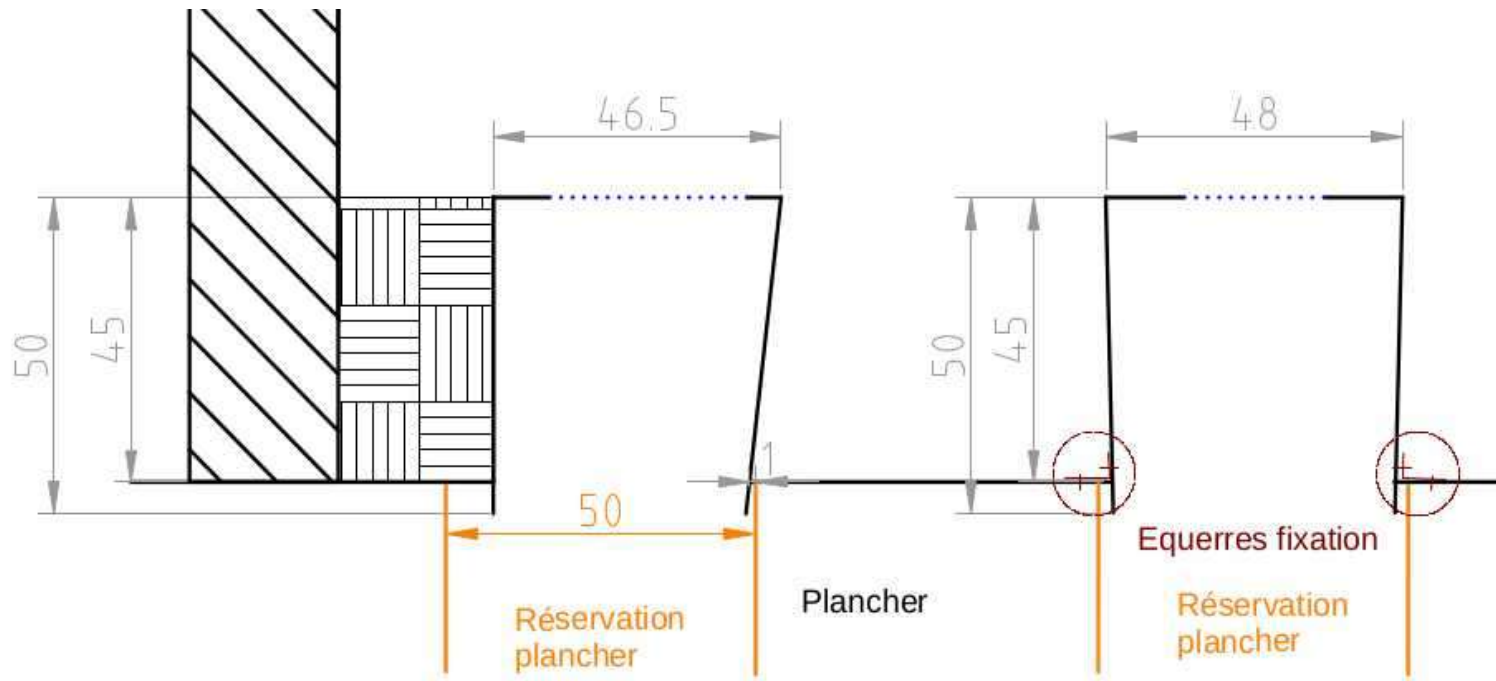 46.5
48
50
45
50
45
1
50
Equerres fixation
Plancher
Réservation
plancher
Réservation
plancher